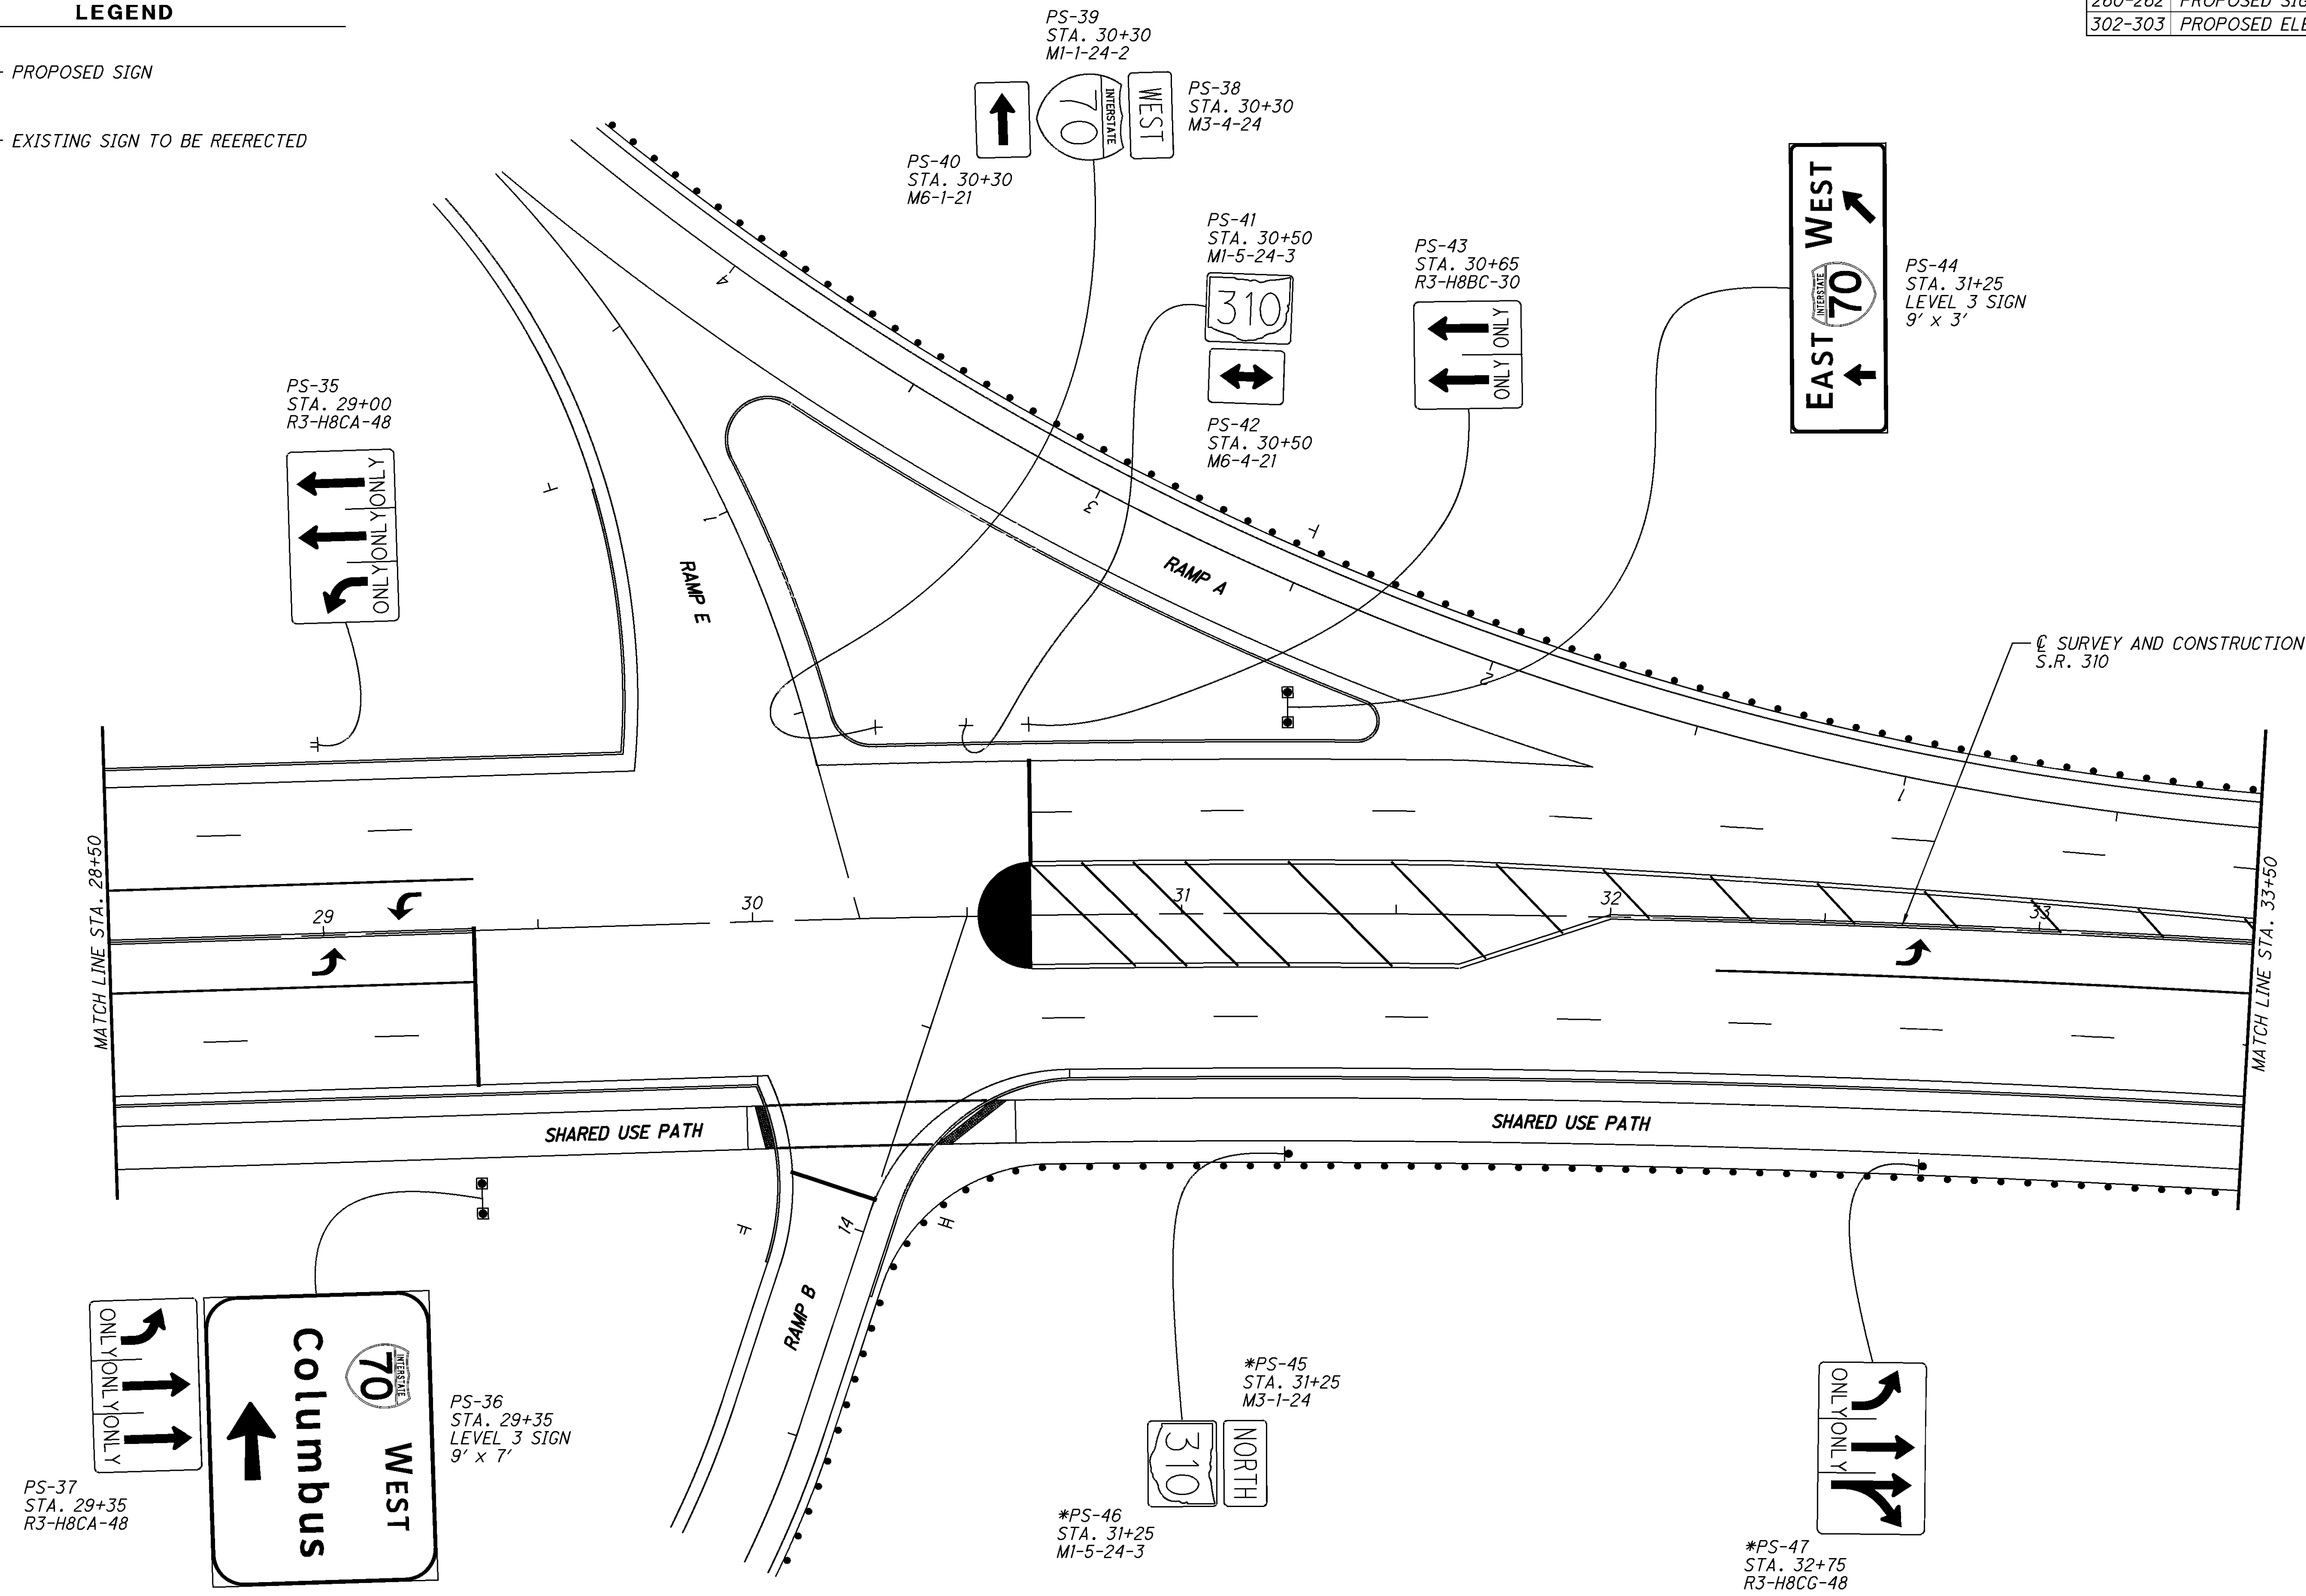 LEGEND
PROPOSED SIGN
EXISTING SIGN TO BE REERECTED
302-303 PROPOSED ELE
PS-39
STA. 30+30
M1-1-24-2
WEST
INTERSTATE
70
PS-38
STA. 30+30
M3-4-24
PS-40
STA. 30+30
M6-1-21
PS-41
STA. 30+50
M1-5-24-3
310
PS-42
STA. 30+50
M6-4-21
PS-43
STA. 30+65
R3-H8BC-30
ONLY
ONLY
EAST
INTERSTATE
70
WEST
PS-44
STA. 31+25
LEVEL 3 SIGN
9' x 3'
PS-35
STA. 29+00
R3-H8CA-48
ONLY
ONLY
ONLY
4
3
2
1
1
RAMP E
RAMP A
℄ SURVEY AND CONSTRUCTION
S.R. 310
MATCH LINE STA. 28+50
29
30
31
32
33
MATCH LINE STA. 33+50
SHARED USE PATH
SHARED USE PATH
14
RAMP B
ONLY
ONLY
ONLY
PS-37
STA. 29+35
R3-H8CA-48
INTERSTATE
70
WEST
Columbus
PS-36
STA. 29+35
LEVEL 3 SIGN
9' x 7'
*PS-45
STA. 31+25
M3-1-24
NORTH
310
*PS-46
STA. 31+25
M1-5-24-3
ONLY
ONLY
*PS-47
STA. 32+75
R3-H8CG-48